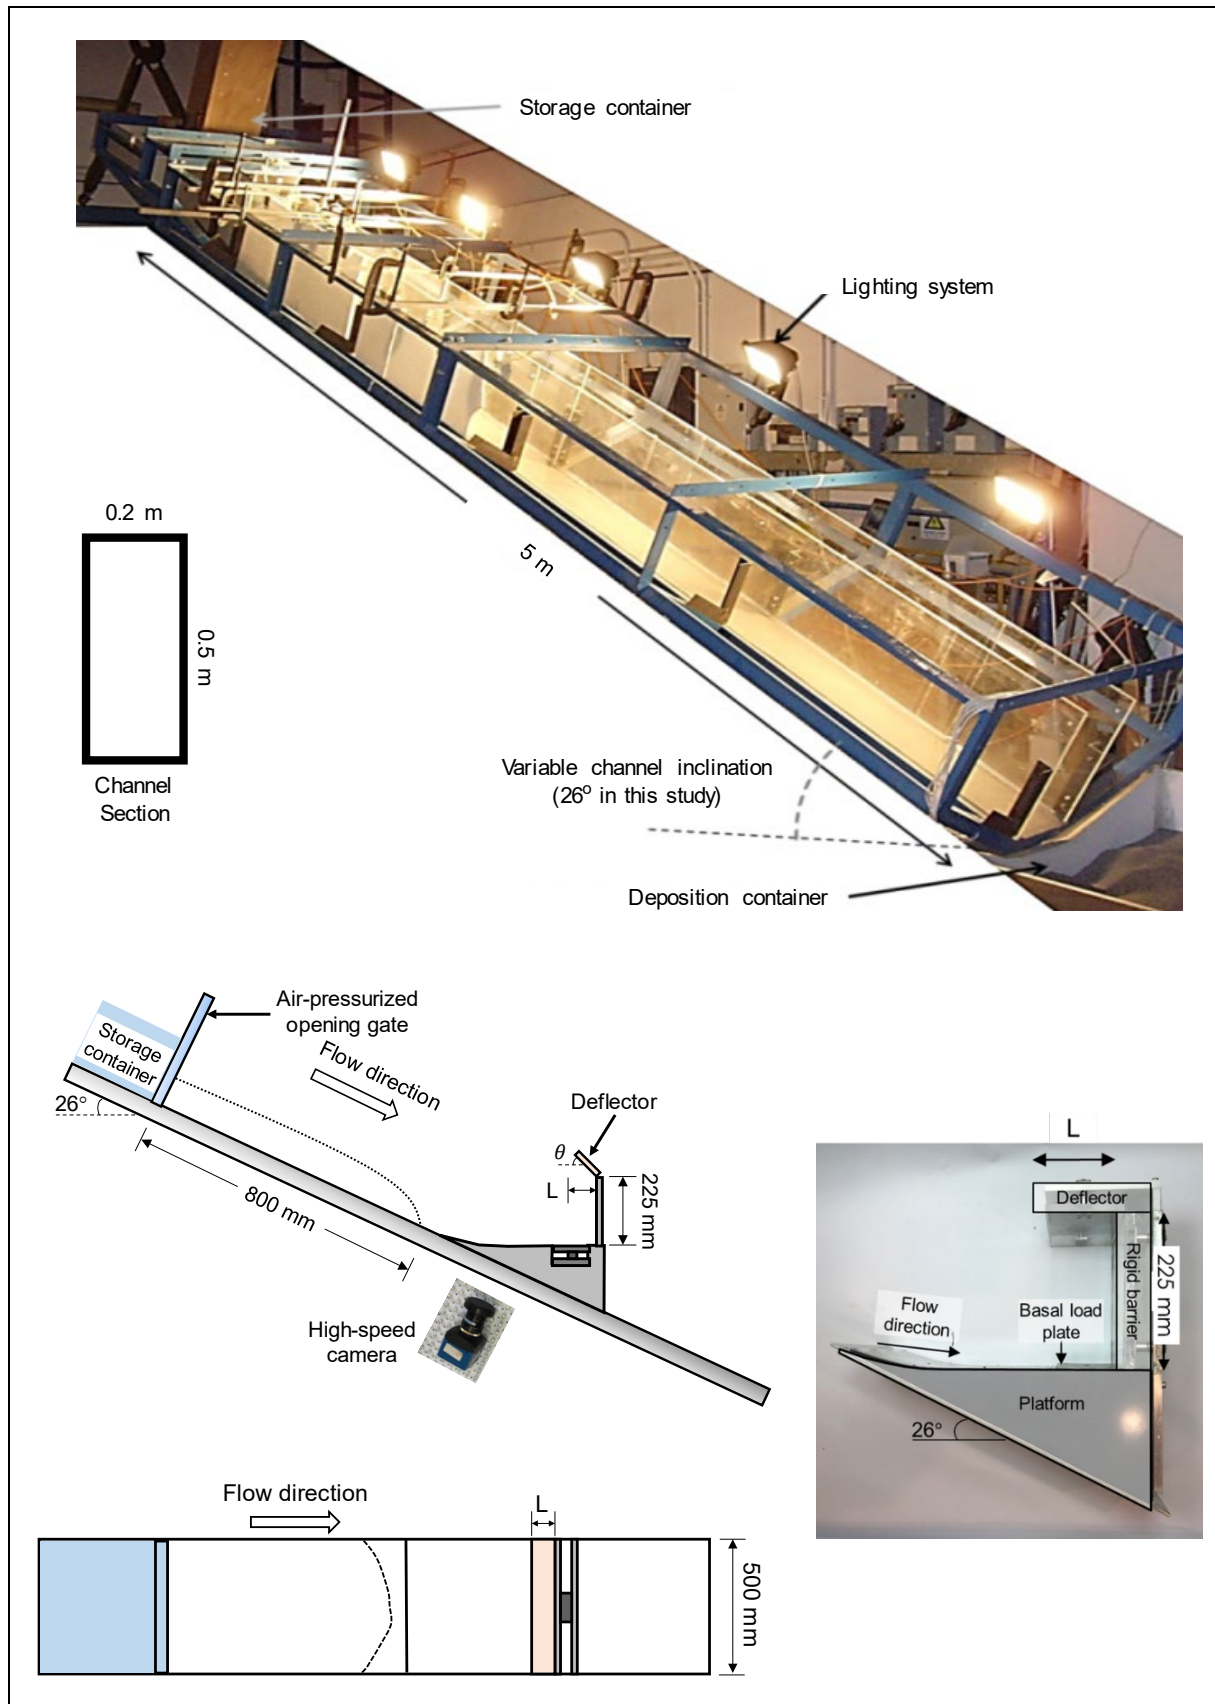 Storage container
Lighting system
0.2 m
0.5 m
Channel
Section
5 m
Variable channel inclination
(26° in this study)
Deposition container
Air-pressurized
opening gate
Storage
container
Flow direction
26°
800 mm
Deflector
θ
L
225 mm
High-speed
camera
L
Deflector
Rigid barrier
225 mm
Flow
direction
Basal load
plate
Platform
26°
Flow direction
L
500 mm